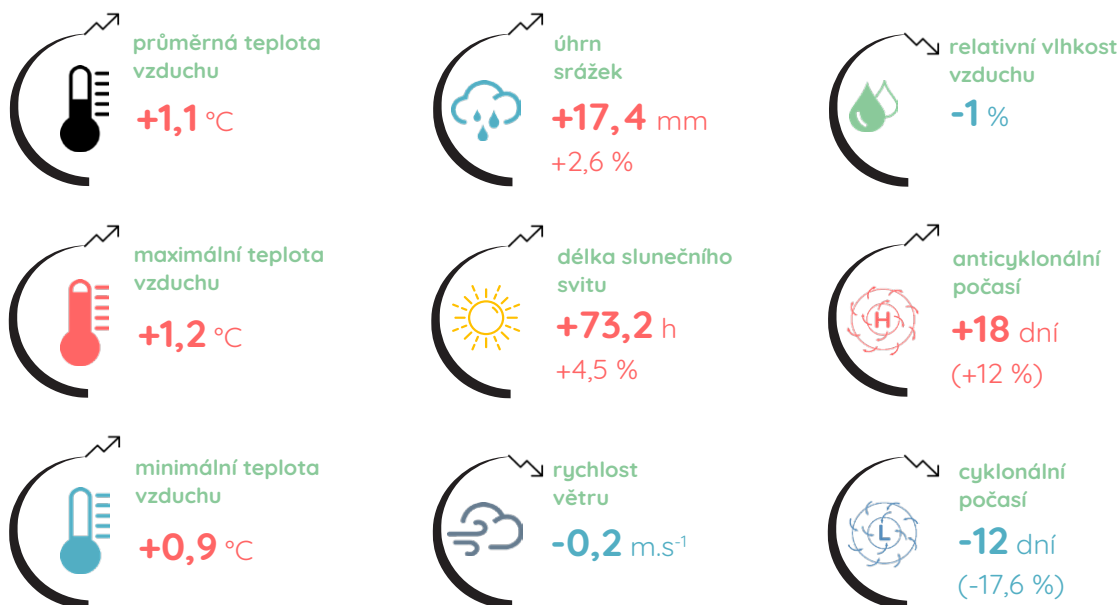 průměrná teplota
vzduchu
+1,1 °C
úhrn
srážek
+17,4 mm
+2,6 %
relativní vlhkost
vzduchu
-1 %
maximální teplota
vzduchu
+1,2 °C
délka slunečního
svitu
+73,2 h
+4,5 %
anticyklonální
počasí
H
+18 dní
(+12 %)
minimální teplota
vzduchu
+0,9 °C
rychlost
větru
-0,2 m.s⁻¹
cyklonální
počasí
L
-12 dní
(-17,6 %)